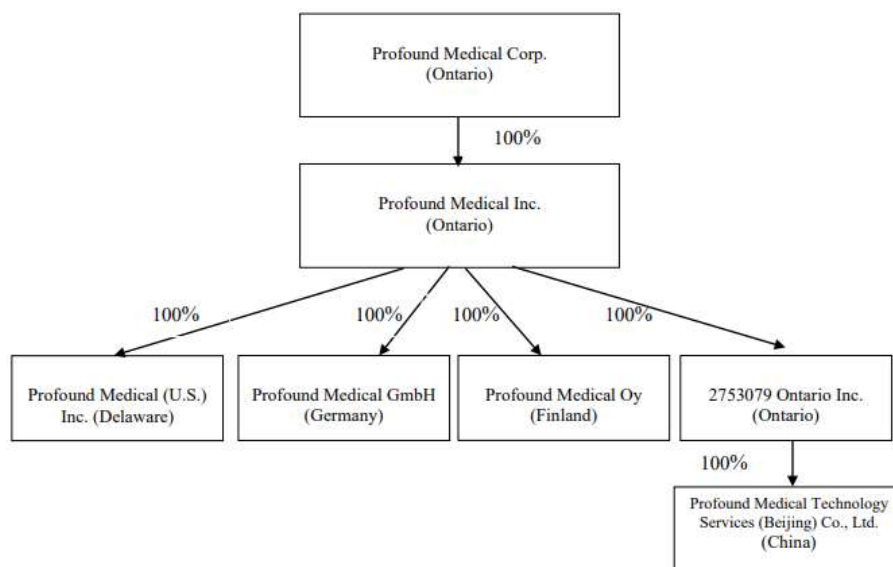 Profound Medical Corp.
(Ontario)
100%
Profound Medical Inc.
(Ontario)
100%
100%
100%
100%
Profound Medical (U.S.)
Inc. (Delaware)
Profound Medical GmbH
(Germany)
Profound Medical Oy
(Finland)
2753079 Ontario Inc.
(Ontario)
100%
Profound Medical Technology
Services (Beijing) Co., Ltd.
(China)